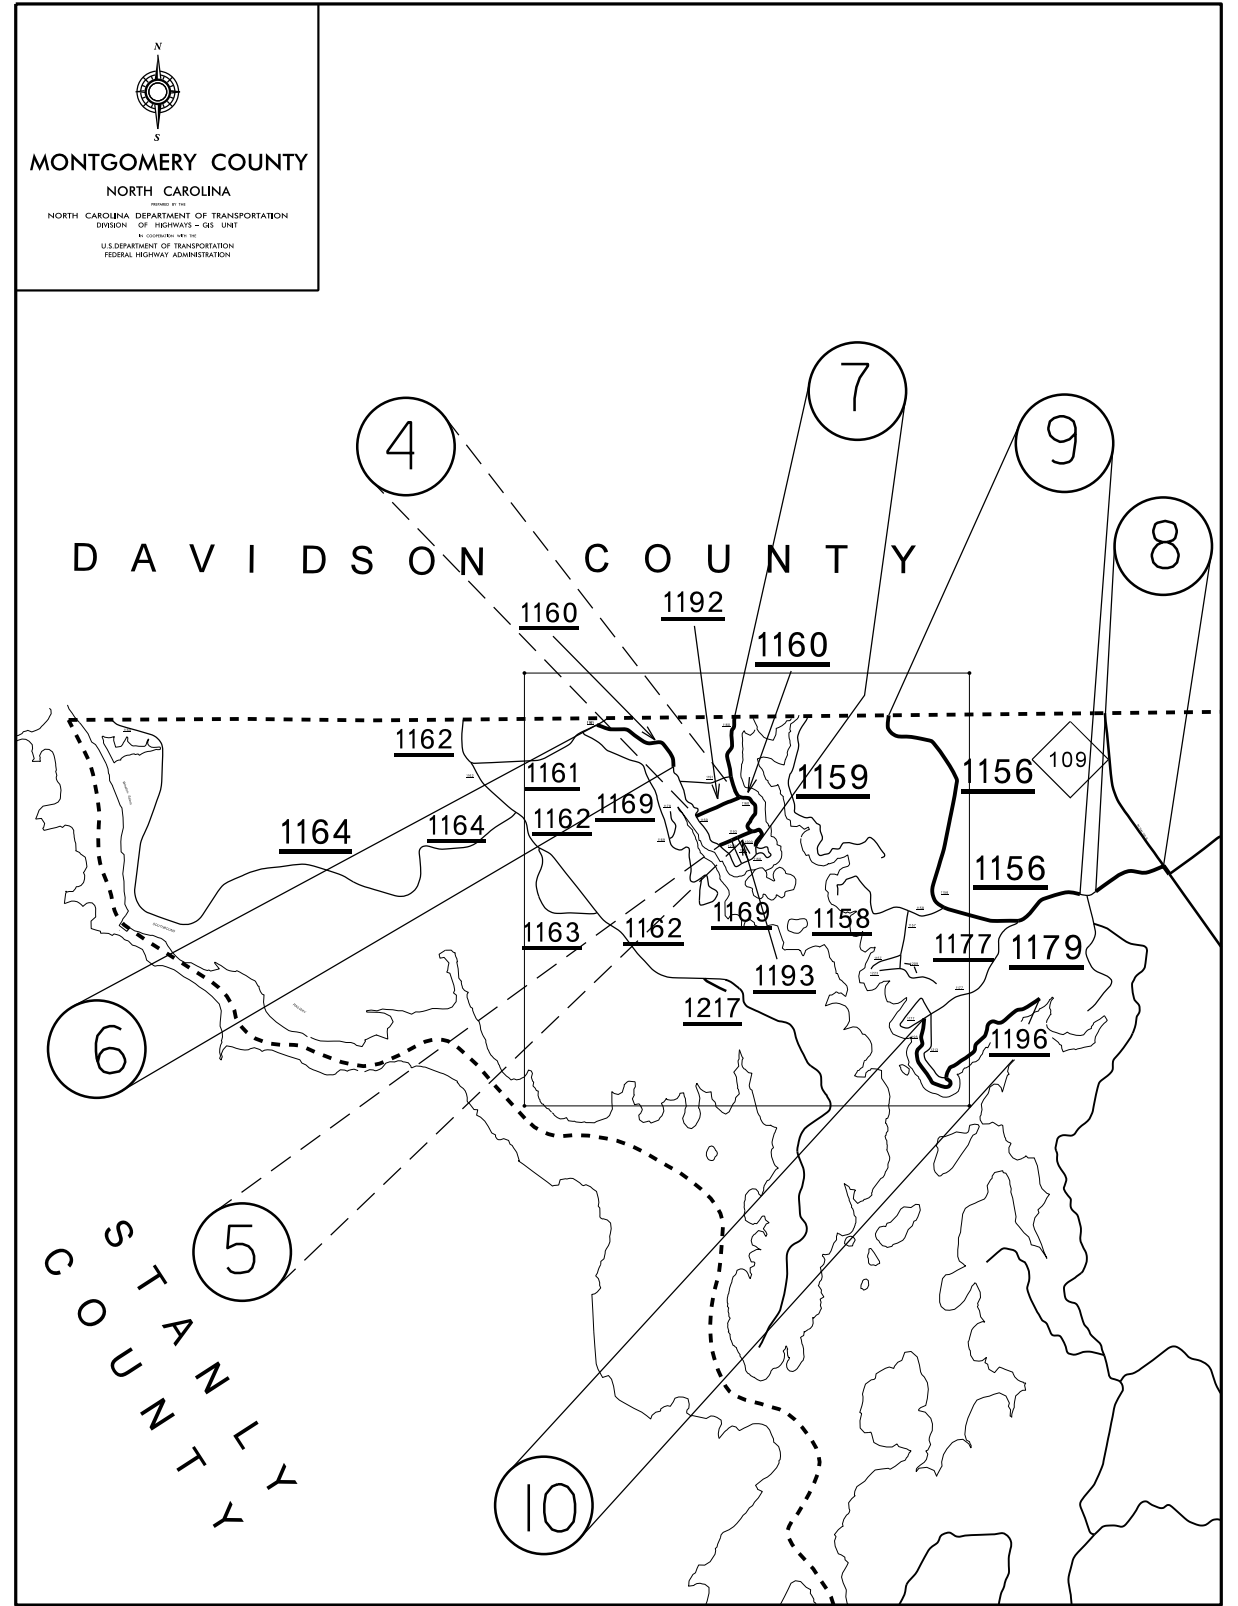 N
S
MONTGOMERY COUNTY
NORTH CAROLINA
PREPARED BY THE
NORTH CAROLINA DEPARTMENT OF TRANSPORTATION
DIVISION OF HIGHWAYS - GIS UNIT
IN COOPERATION WITH THE
U.S.DEPARTMENT OF TRANSPORTATION
FEDERAL HIGHWAY ADMINISTRATION
7
4
9
8
DAVIDSON COUNTY
1160
1192
1160
1162
1161
1159
1156
109
1164
1164
1162
1169
1156
1163
1162
1169
1158
1177
1179
1193
1217
1196
6
5
STANLY
COUNTY
10